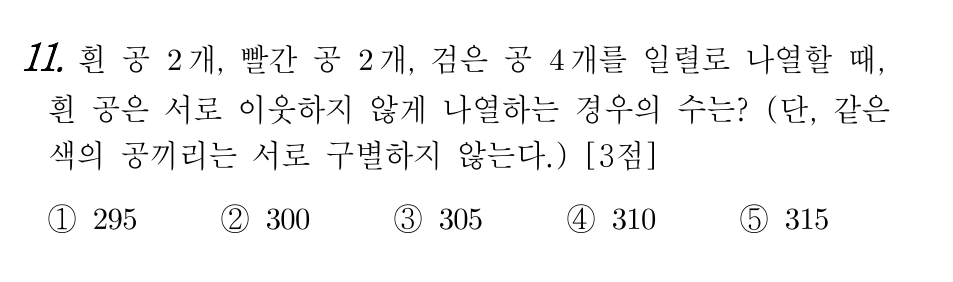 11. 흰 공 2개, 빨간 공 2개, 검은 공 4개를 일렬로 나열할 때,
흰 공은 서로 이웃하지 않게 나열하는 경우의 수는? (단, 같은
색의 공끼리는 서로 구별하지 않는다.) [3점]
① 295 ② 300 ③ 305 ④ 310 ⑤ 315